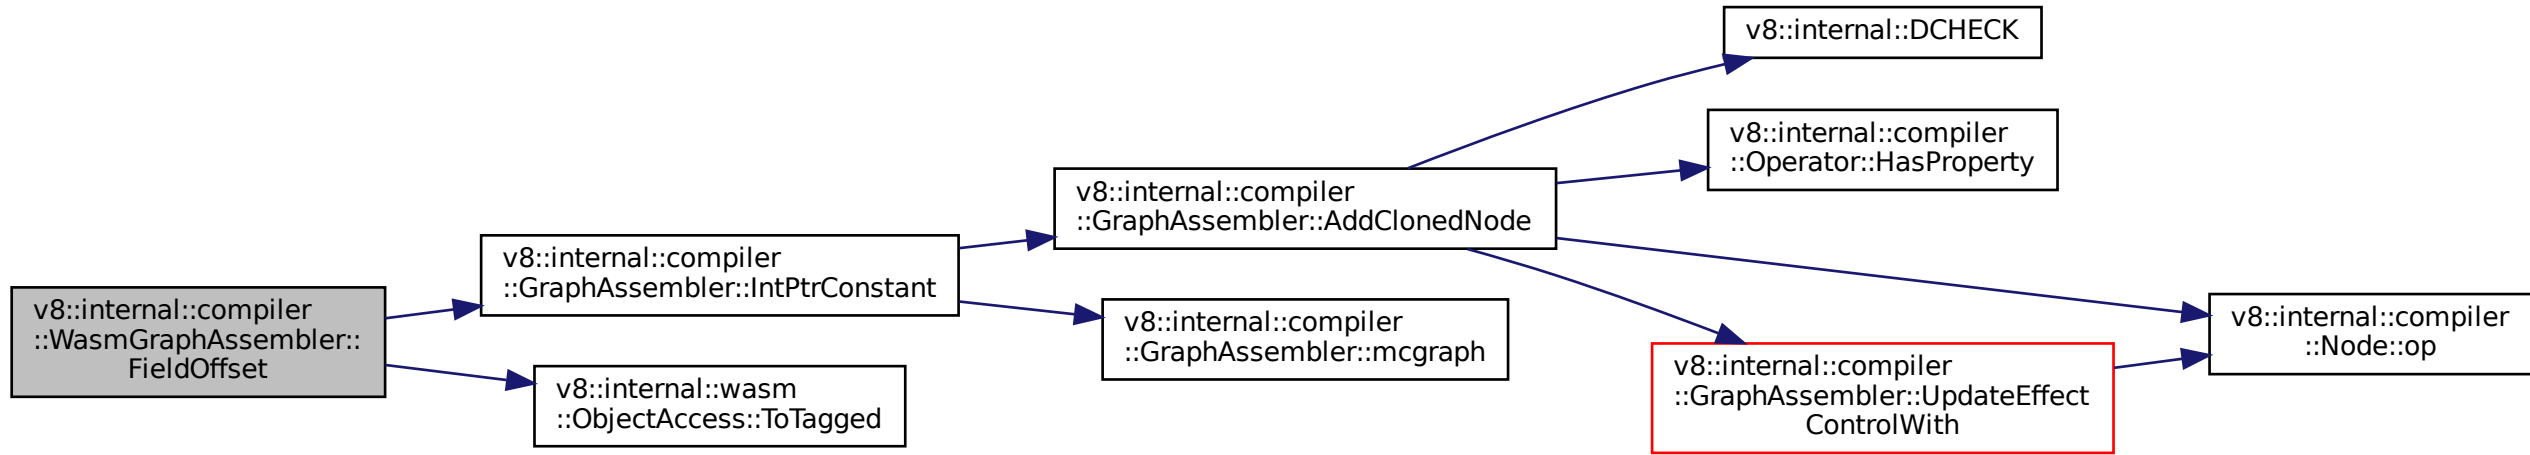 v8::internal::compiler
::WasmGraphAssembler::
FieldOffset
v8::internal::compiler
::GraphAssembler::IntPtrConstant
v8::internal::wasm
::ObjectAccess::ToTagged
v8::internal::compiler
::GraphAssembler::AddClonedNode
v8::internal::compiler
::GraphAssembler::mcgraph
v8::internal::DCHECK
v8::internal::compiler
::Operator::HasProperty
v8::internal::compiler
::GraphAssembler::UpdateEffect
ControlWith
v8::internal::compiler
::Node::op